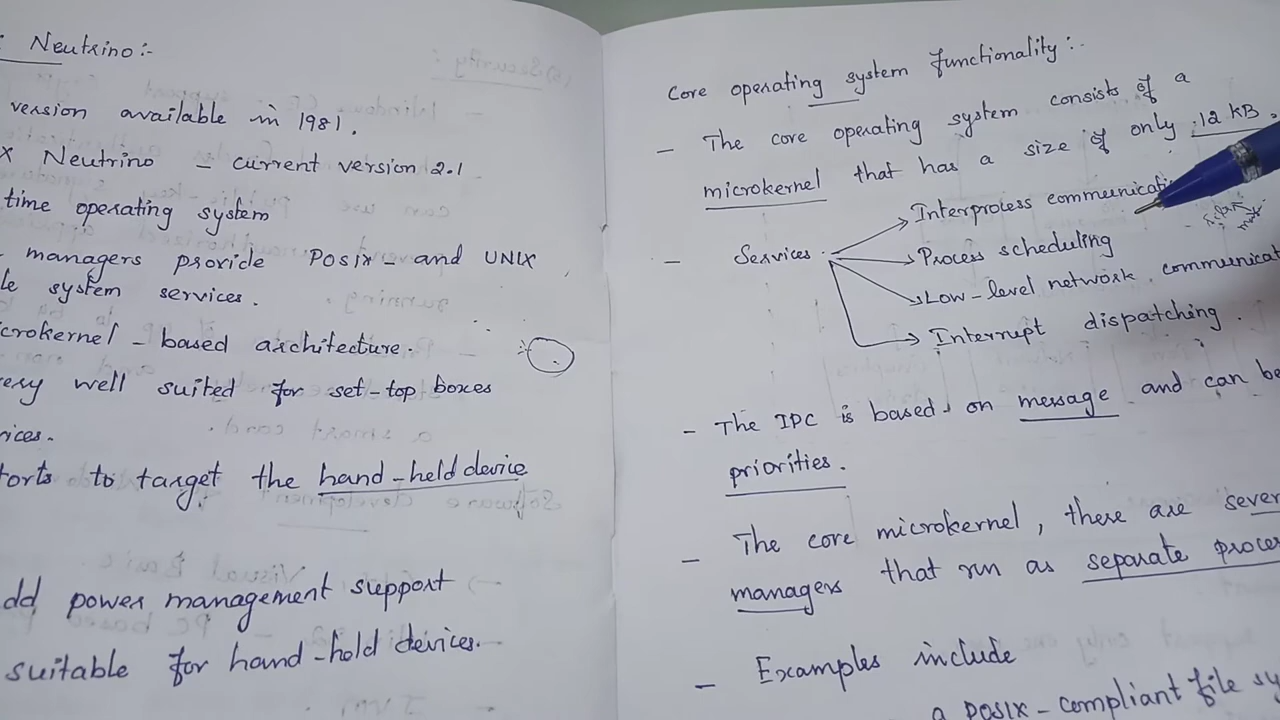 : Neutrino:-
version available in 1981.
x Neutrino - current version 2.1
time operating system
managers provide Posix- and UNIX
le system services.
crokernel - based architecture.
ery well suited for set-top boxes
ices.
forts to target the hand-held device
dd power management support
suitable for hand-held devices.
Core operating system functionality:-
- The core operating system consists of a
microkernel that has a size of only 12 KB.
- Services
Interprocess communicati
Process scheduling
Low-level network communicat
Interrupt dispatching.
- The IPC is based on message and can be
priorities.
- The core microkernel, there are sever
managers that run as separate proces
- Examples include
a POSIX-compliant file sy